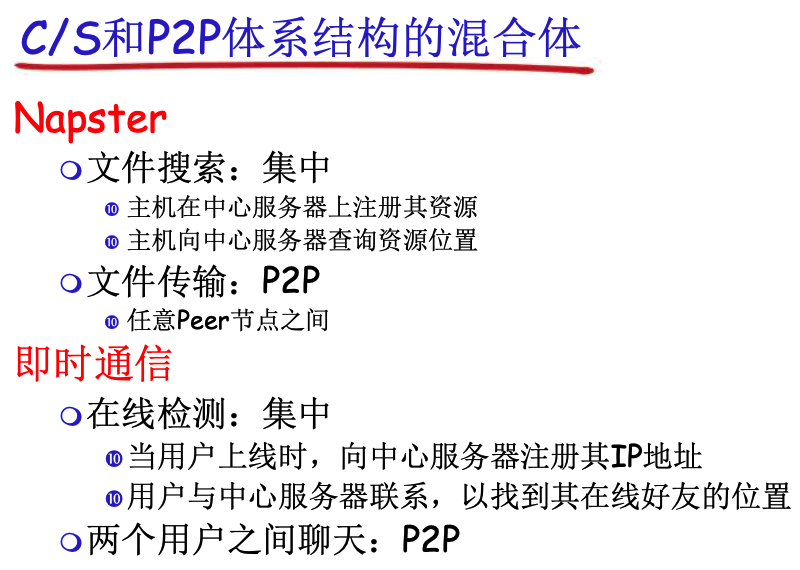 C/S和P2P体系结构的混合体
Napster
文件搜索：集中
⓾ 主机在中心服务器上注册其资源
⓾ 主机向中心服务器查询资源位置
文件传输：P2P
⓾ 任意Peer节点之间
即时通信
在线检测：集中
⓾ 当用户上线时，向中心服务器注册其IP地址
⓾ 用户与中心服务器联系，以找到其在线好友的位置
两个用户之间聊天：P2P